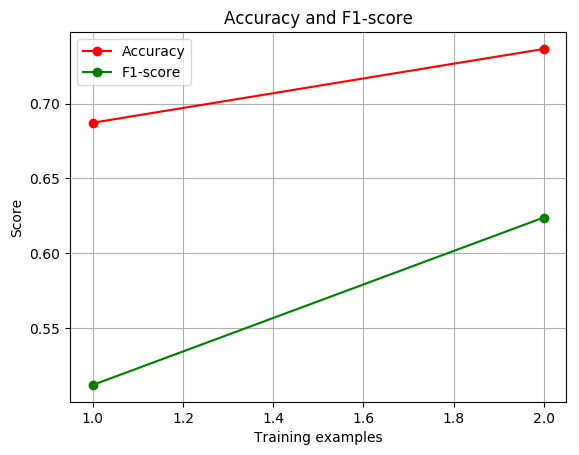 Accuracy and F1-score
Accuracy
F1-score
Score
0.70
0.65
0.60
0.55
1.0 1.2 1.4 1.6 1.8 2.0
Training examples